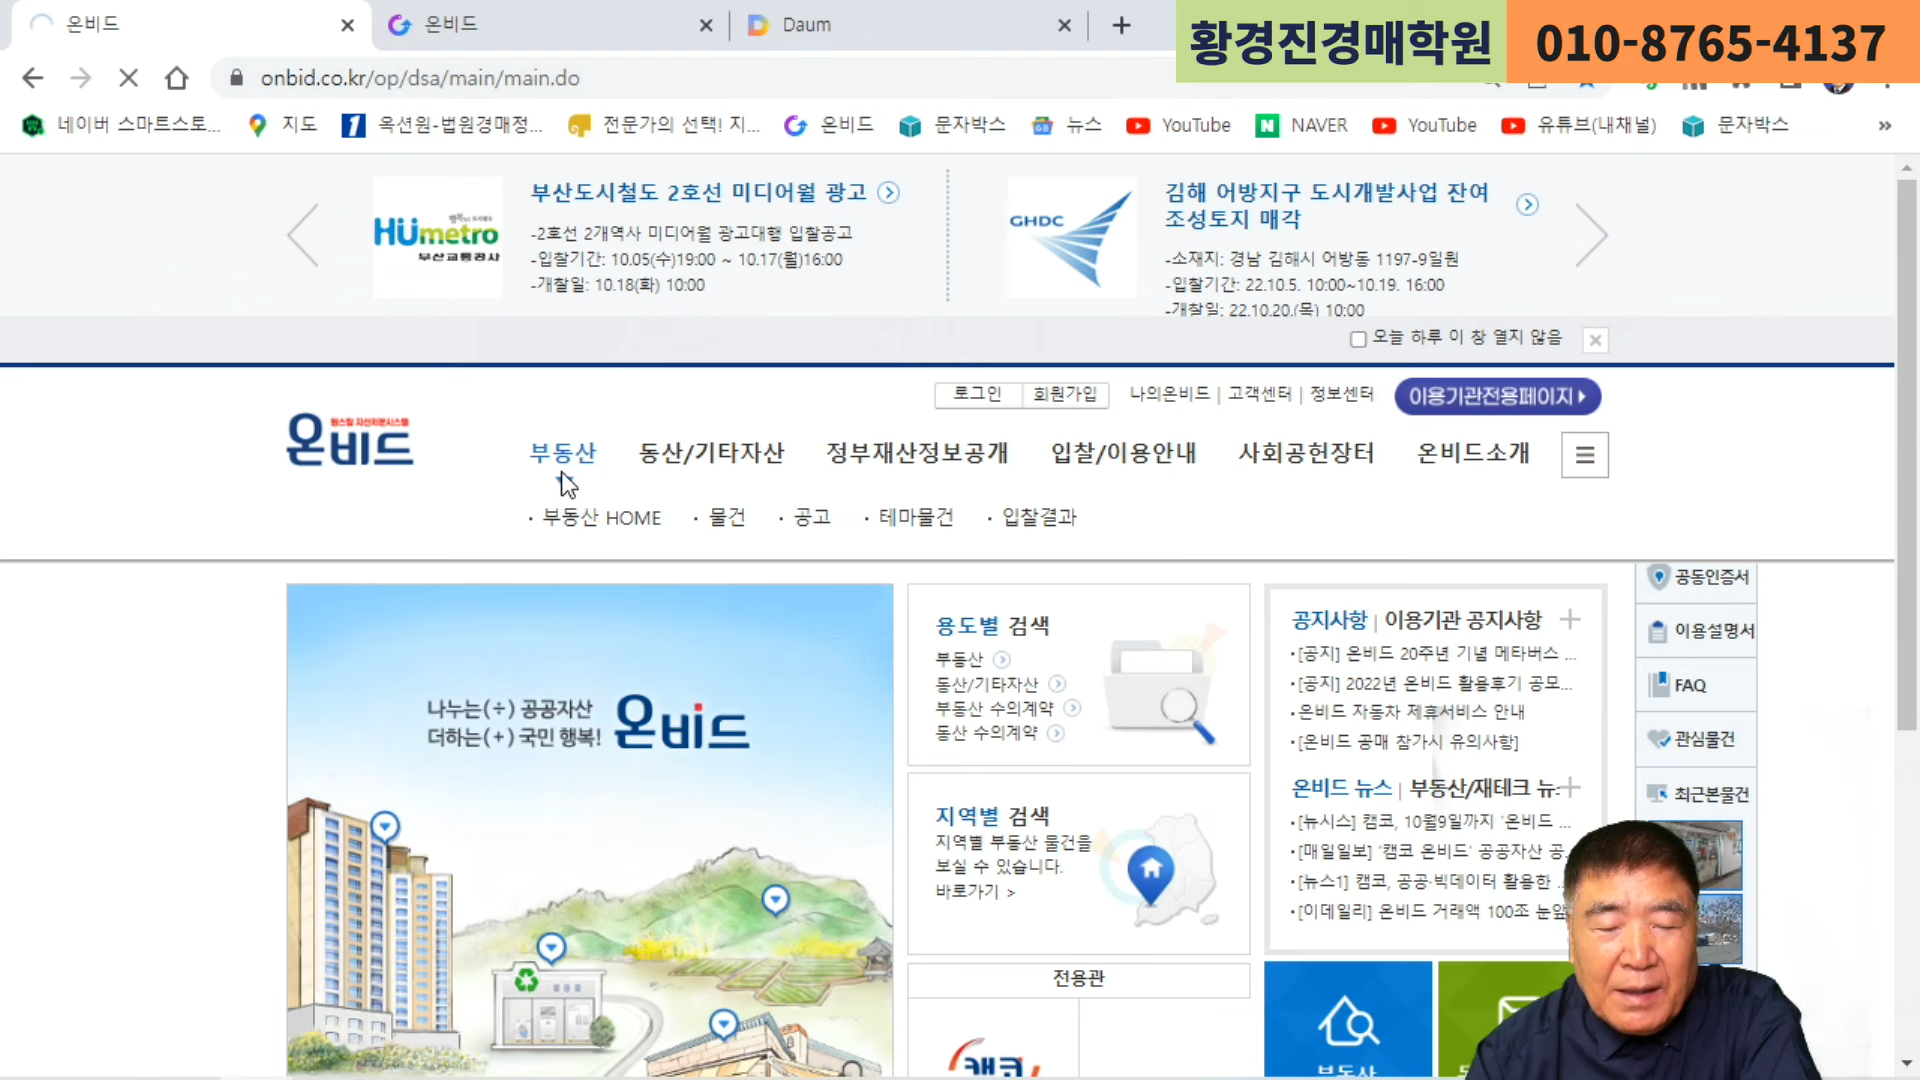 온비드
온비드
Daum
황경진경매학원
010-8765-4137
onbid.co.kr/op/dsa/main/main.do
네이버 스마트스토...
지도
옥션원-법원경매정...
전문가의 선택! 지...
온비드
문자박스
뉴스
YouTube
NAVER
YouTube
유튜브(내채널)
문자박스
»
Hümetro
부산교통공사
부산도시철도 2호선 미디어월 광고
-2호선 2개역사 미디어월 광고대행 입찰공고
-입찰기간: 10.05(수)19:00 ~ 10.17(월)16:00
-개찰일: 10.18(화) 10:00
GHDC
김해 어방지구 도시개발사업 잔여
조성토지 매각
-소재지: 경남 김해시 어방동 1197-9일원
-입찰기간: 22.10.5. 10:00~10.19. 16:00
-개찰일: 22.10.20.(목) 10:00
오늘 하루 이 창 열지 않음
로그인
회원가입
나의온비드 | 고객센터 | 정보센터
이용기관전용페이지
온비드
부동산
동산/기타자산
정부재산정보공개
입찰/이용안내
사회공헌장터
온비드소개
· 부동산 HOME
· 물건
· 공고
· 테마물건
· 입찰결과
나누는(÷) 공공자산
더하는(+) 국민 행복!
온비드
용도별 검색
부동산
동산/기타자산
부동산 수의계약
동산 수의계약
지역별 검색
지역별 부동산 물건을
보실 수 있습니다.
바로가기 >
전용관
캠코
공지사항 | 이용기관 공지사항
·[공지] 온비드 20주년 기념 메타버스 ...
·[공지] 2022년 온비드 활용후기 공모...
·온비드 자동차 제휴서비스 안내
·[온비드 공매 참가시 유의사항]
온비드 뉴스 | 부동산/재테크 뉴
·[뉴시스] 캠코, 10월9일까지 '온비드 ...
·[매일일보] '캠코 온비드' 공공자산 공
·[뉴스1] 캠코, 공공·빅데이터 활용한 ...
·[이데일리] 온비드 거래액 100조 눈앞
부동산
공동인증서
이용설명서
FAQ
관심물건
최근본물건